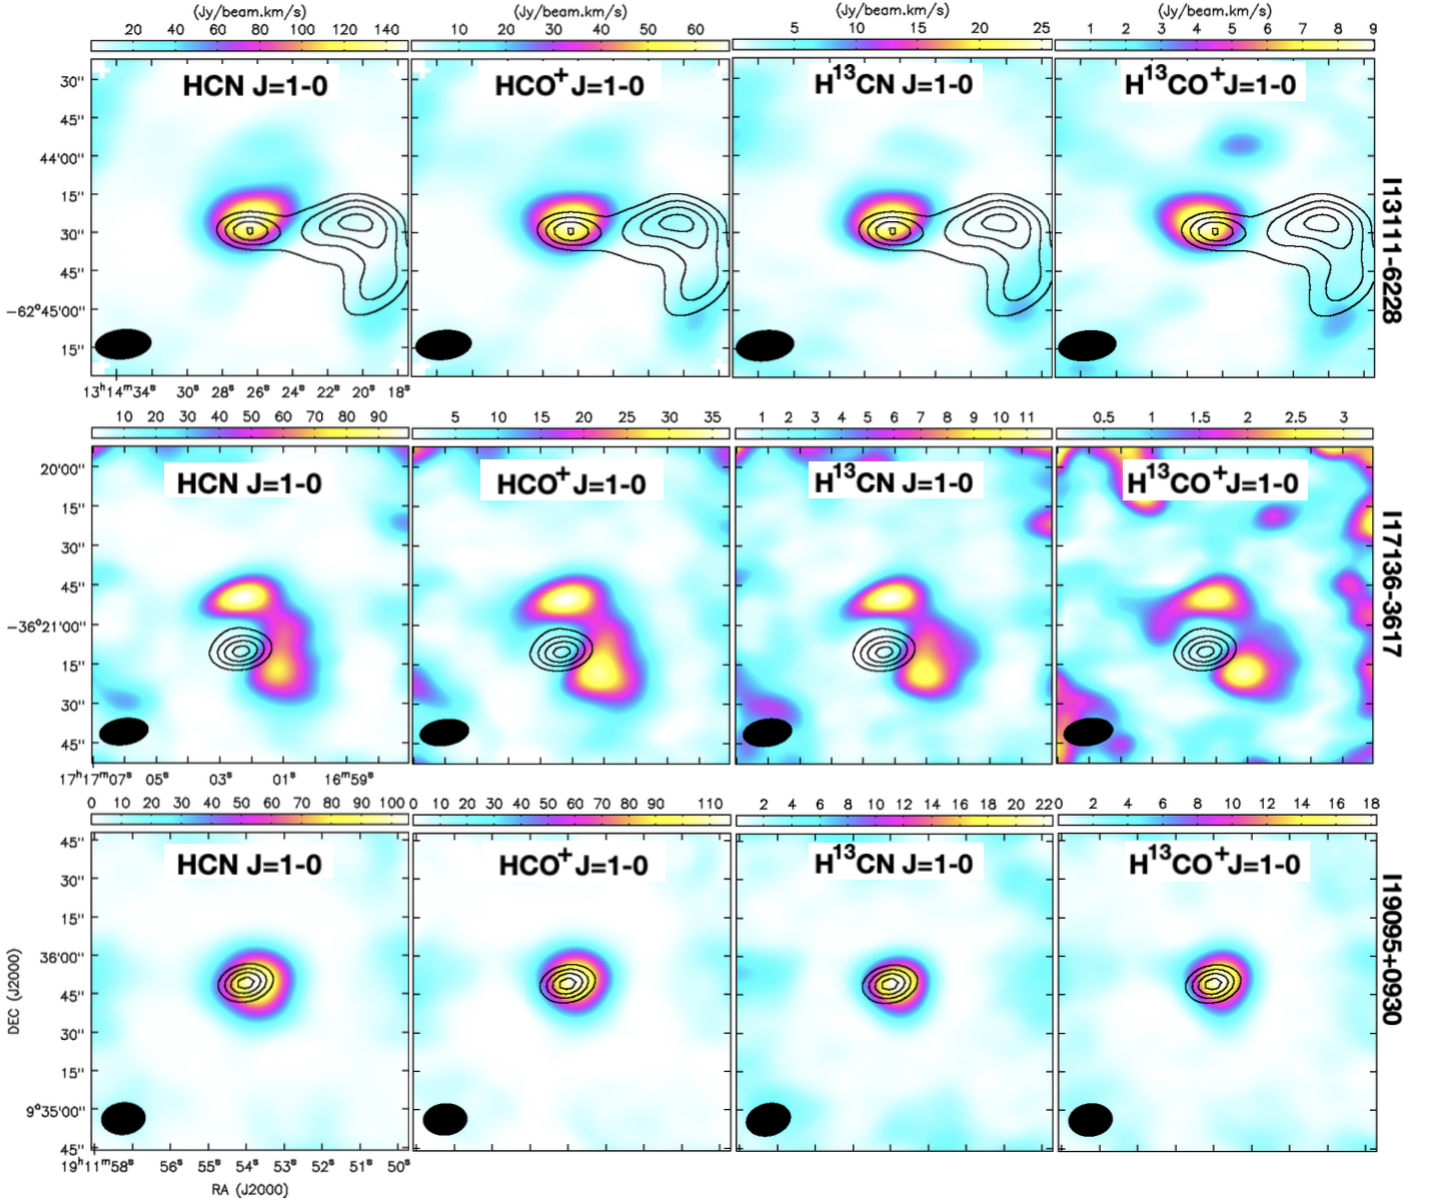 (Jy/beam.km/s) (Jy/beam.km/s) (Jy/beam.km/s) (Jy/beam.km/s)
20 40 60 80 100 120 140 10 20 30 40 50 60 5 10 15 20 25 1 2 3 4 5 6 7 8 9
HCN J=1-0 HCO⁺ J=1-0 H¹³CN J=1-0 H¹³CO⁺J=1-0
30''
45''
44'00''
15''
30''
45''
−62°45'00''
15''
I13111-6228
13ʰ14ᵐ34ˢ 30ˢ 28ˢ 26ˢ 24ˢ 22ˢ 20ˢ 18ˢ
10 20 30 40 50 60 70 80 90 5 10 15 20 25 30 35 1 2 3 4 5 6 7 8 9 10 11 0.5 1 1.5 2 2.5 3
HCN J=1-0 HCO⁺ J=1-0 H¹³CN J=1-0 H¹³CO⁺J=1-0
20'00''
15''
30''
45''
−36°21'00''
15''
30''
45''
I17136-3617
17ʰ17ᵐ07ˢ 05ˢ 03ˢ 01ˢ 16ᵐ59ˢ
0 10 20 30 40 50 60 70 80 90 100 0 10 20 30 40 50 60 70 80 90 110 2 4 6 8 10 12 14 16 18 20 22 0 2 4 6 8 10 12 14 16 18
HCN J=1-0 HCO⁺ J=1-0 H¹³CN J=1-0 H¹³CO⁺J=1-0
45''
30''
15''
36'00''
45''
30''
15''
9°35'00''
45''
DEC (J2000)
I19095+0930
19ʰ11ᵐ58ˢ 56ˢ 55ˢ 54ˢ 53ˢ 52ˢ 51ˢ 50ˢ
RA (J2000)